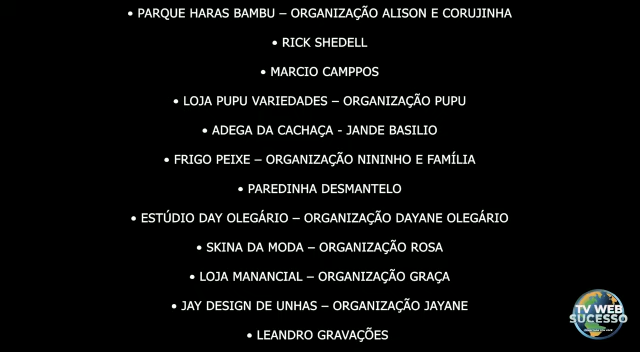 • PARQUE HARAS BAMBU – ORGANIZAÇÃO ALISON E CORUJINHA
• RICK SHEDELL
• MARCIO CAMPPOS
• LOJA PUPU VARIEDADES – ORGANIZAÇÃO PUPU
• ADEGA DA CACHAÇA - JANDE BASILIO
• FRIGO PEIXE – ORGANIZAÇÃO NININHO E FAMÍLIA
• PAREDINHA DESMANTELO
• ESTÚDIO DAY OLEGÁRIO – ORGANIZAÇÃO DAYANE OLEGÁRIO
• SKINA DA MODA – ORGANIZAÇÃO ROSA
• LOJA MANANCIAL – ORGANIZAÇÃO GRAÇA
• JAY DESIGN DE UNHAS – ORGANIZAÇÃO JAYANE
• LEANDRO GRAVAÇÕES
TV WEB
SUCESSO